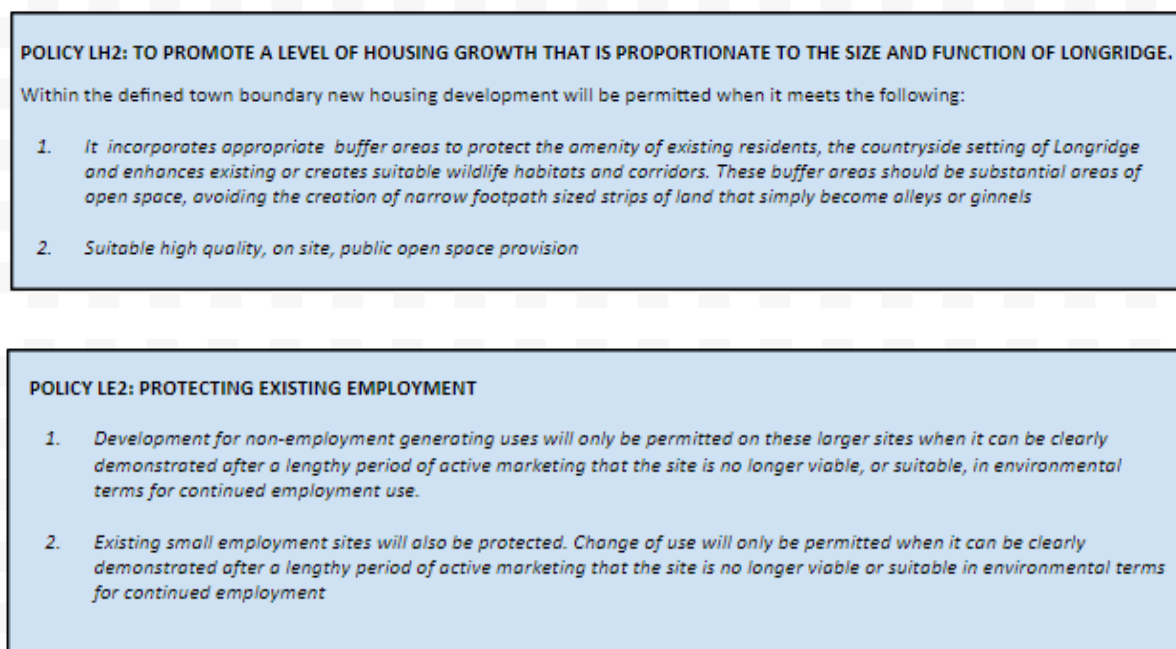 POLICY LH2: TO PROMOTE A LEVEL OF HOUSING GROWTH THAT IS PROPORTIONATE TO THE SIZE AND FUNCTION OF LONGRIDGE.
Within the defined town boundary new housing development will be permitted when it meets the following:
1. It incorporates appropriate buffer areas to protect the amenity of existing residents, the countryside setting of Longridge
and enhances existing or creates suitable wildlife habitats and corridors. These buffer areas should be substantial areas of
open space, avoiding the creation of narrow footpath sized strips of land that simply become alleys or ginnels
2. Suitable high quality, on site, public open space provision
POLICY LE2: PROTECTING EXISTING EMPLOYMENT
1. Development for non-employment generating uses will only be permitted on these larger sites when it can be clearly
demonstrated after a lengthy period of active marketing that the site is no longer viable, or suitable, in environmental
terms for continued employment use.
2. Existing small employment sites will also be protected. Change of use will only be permitted when it can be clearly
demonstrated after a lengthy period of active marketing that the site is no longer viable or suitable in environmental terms
for continued employment